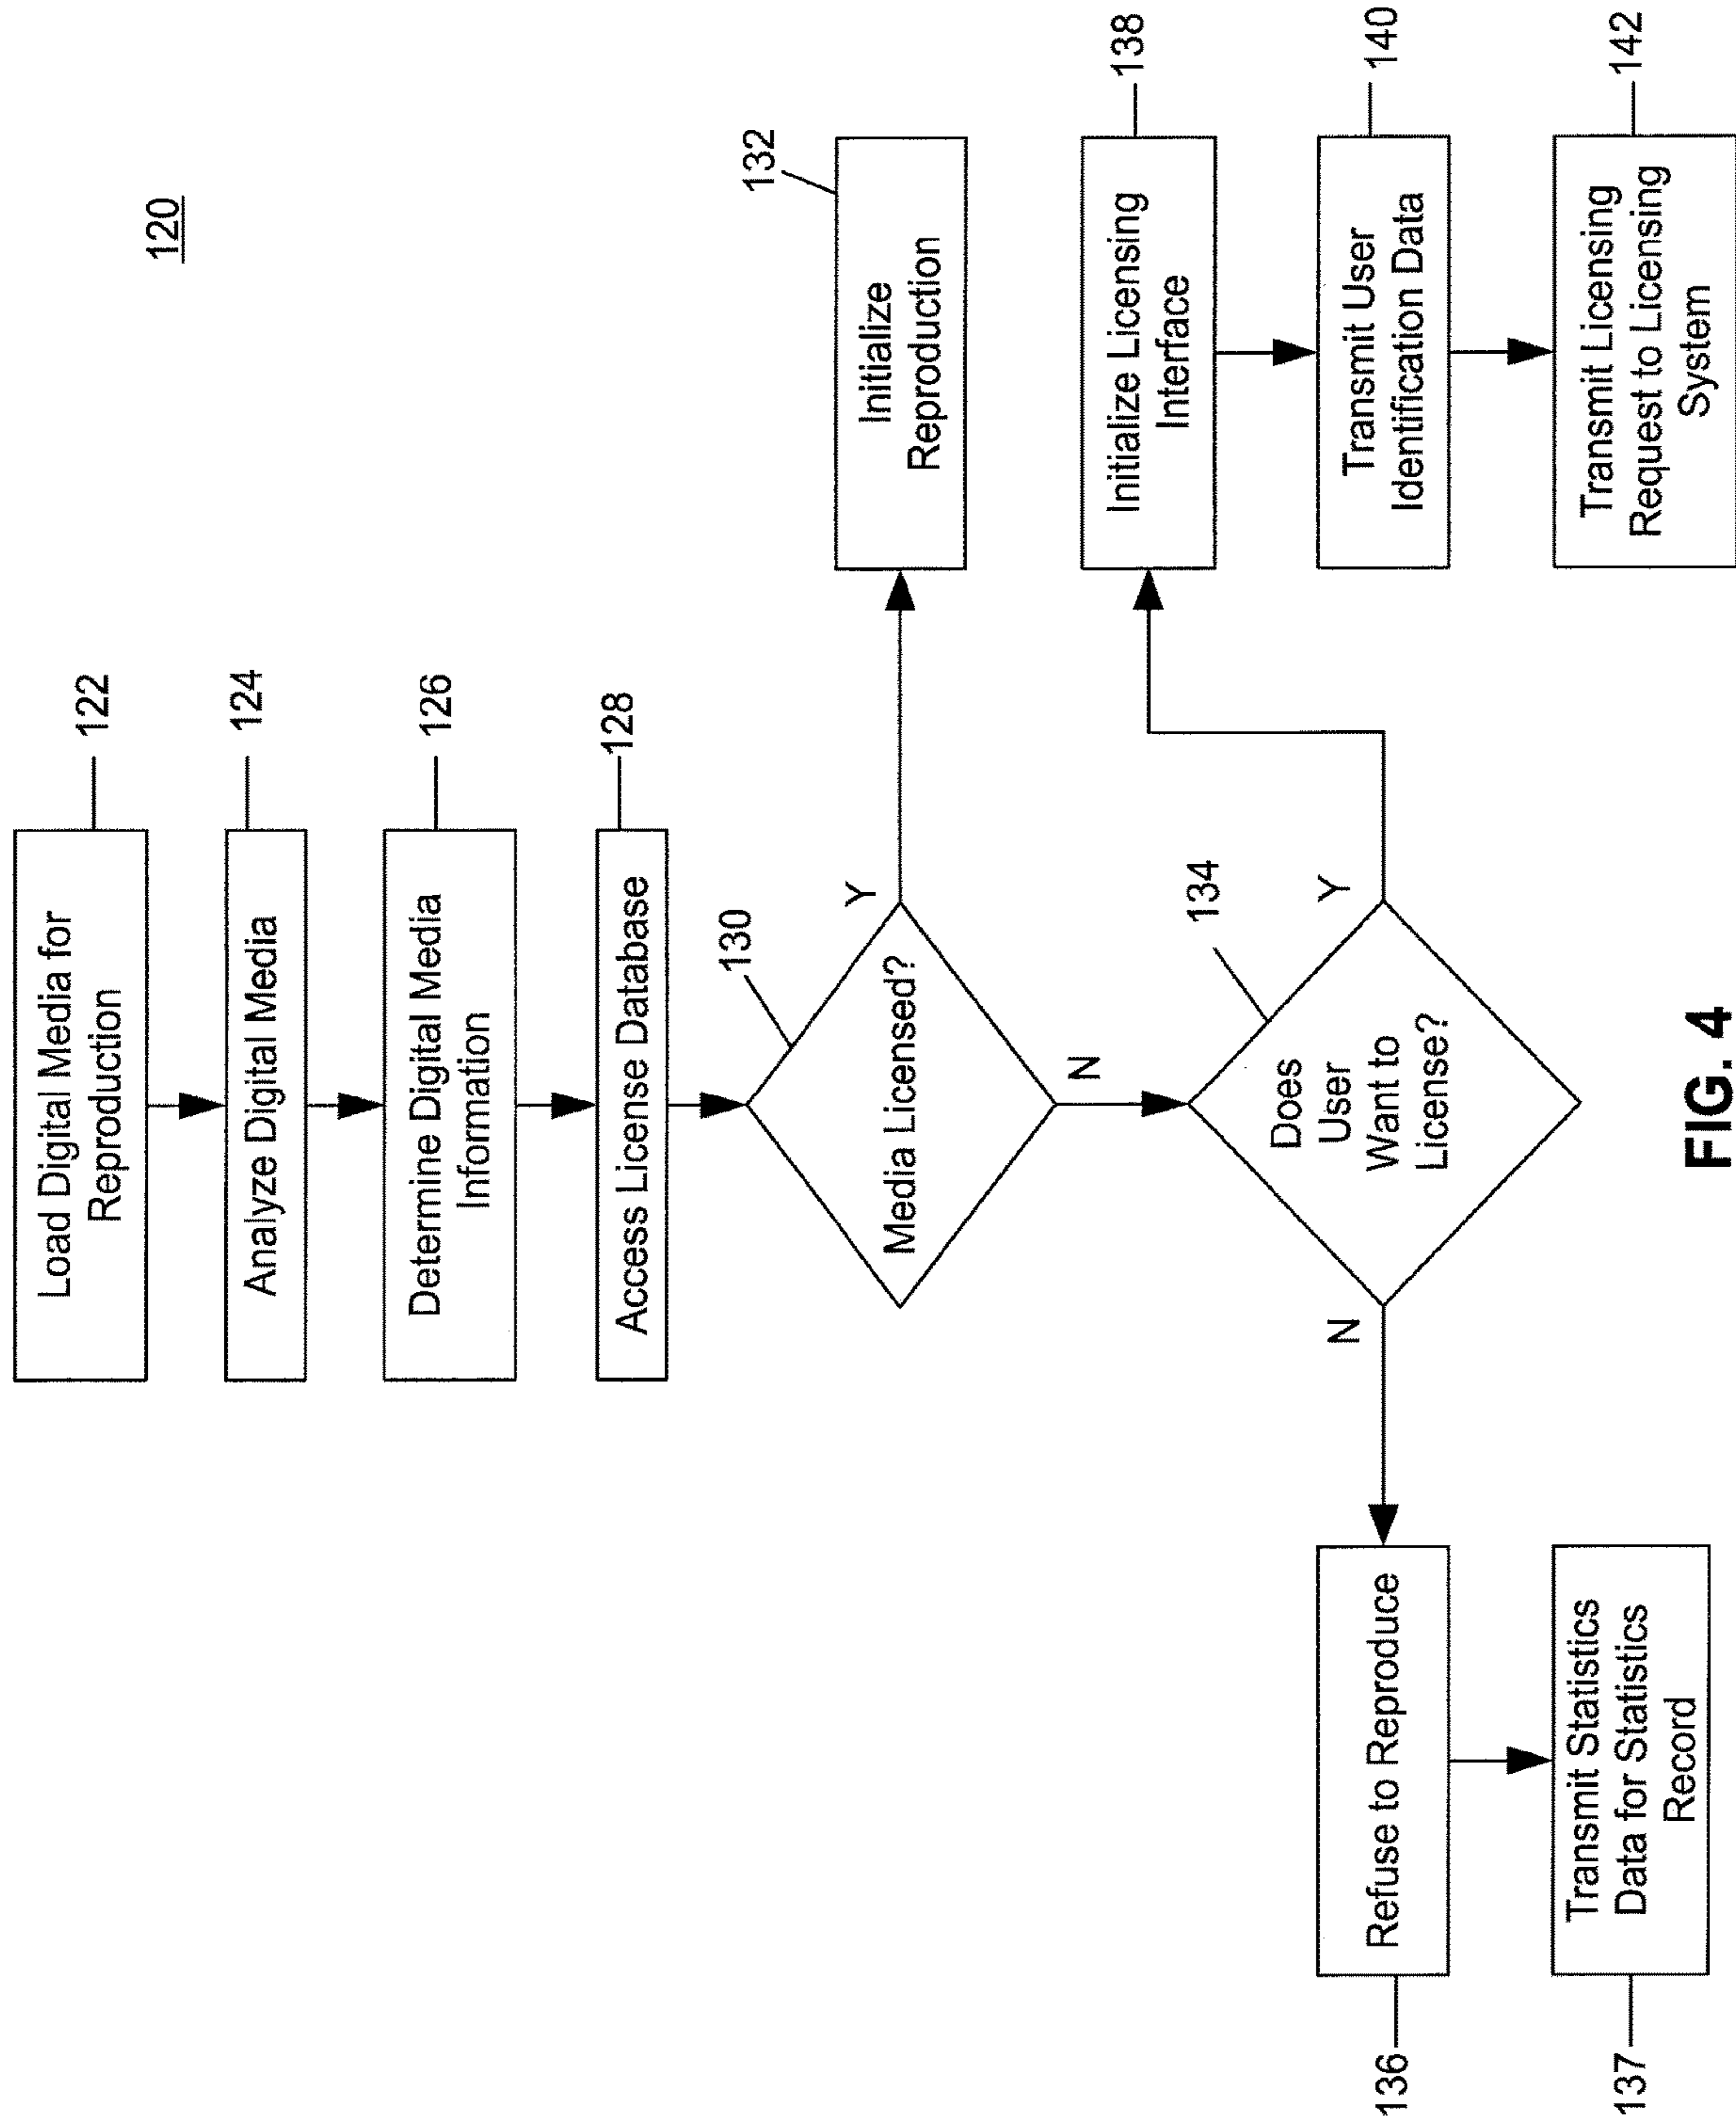 120
Load Digital Media for
Reproduction
122
Analyze Digital Media
124
Determine Digital Media
Information
126
Access License Database
128
Media Licensed?
130
Y
N
Initialize
Reproduction
132
Does
User
Want to
License?
134
Y
N
Initialize Licensing
Interface
138
Transmit User
Identification Data
140
Transmit Licensing
Request to Licensing
System
142
Refuse to Reproduce
136
Transmit Statistics
Data for Statistics
Record
137
FIG. 4